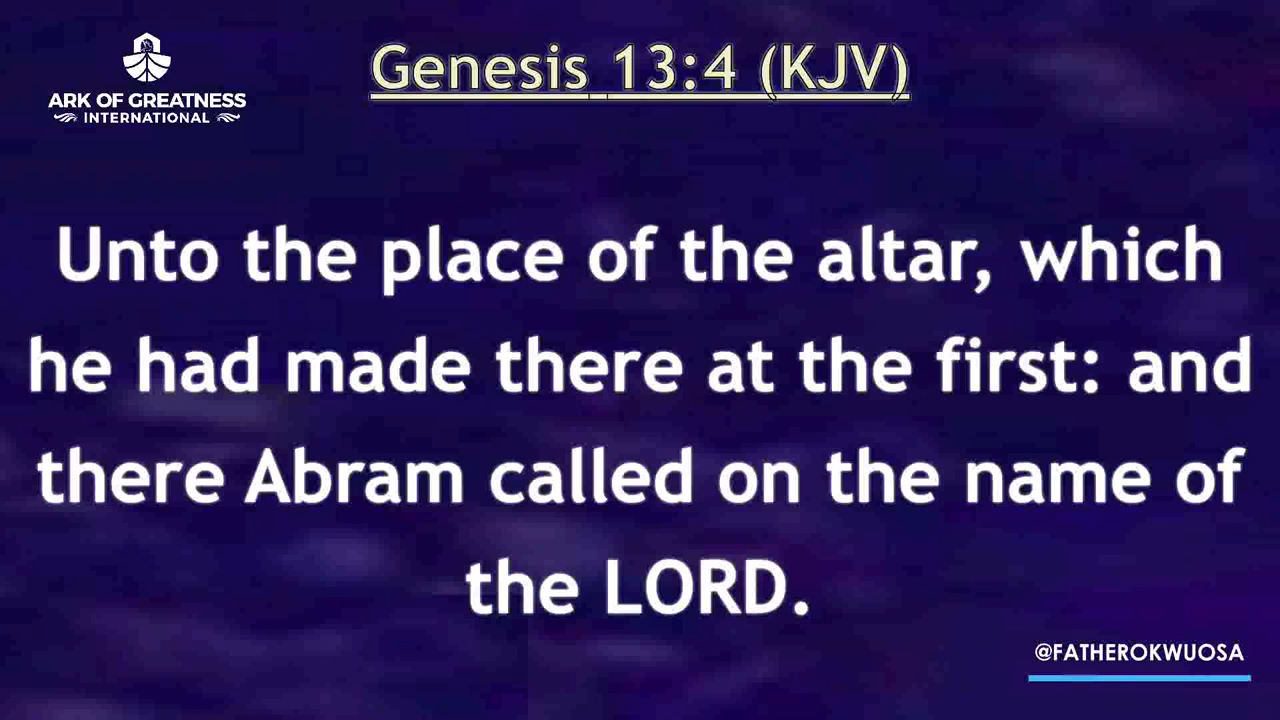 ARK OF GREATNESS
INTERNATIONAL
Genesis 13:4 (KJV)
Unto the place of the altar, which
he had made there at the first: and
there Abram called on the name of
the LORD.
@FATHEROKWUOSA